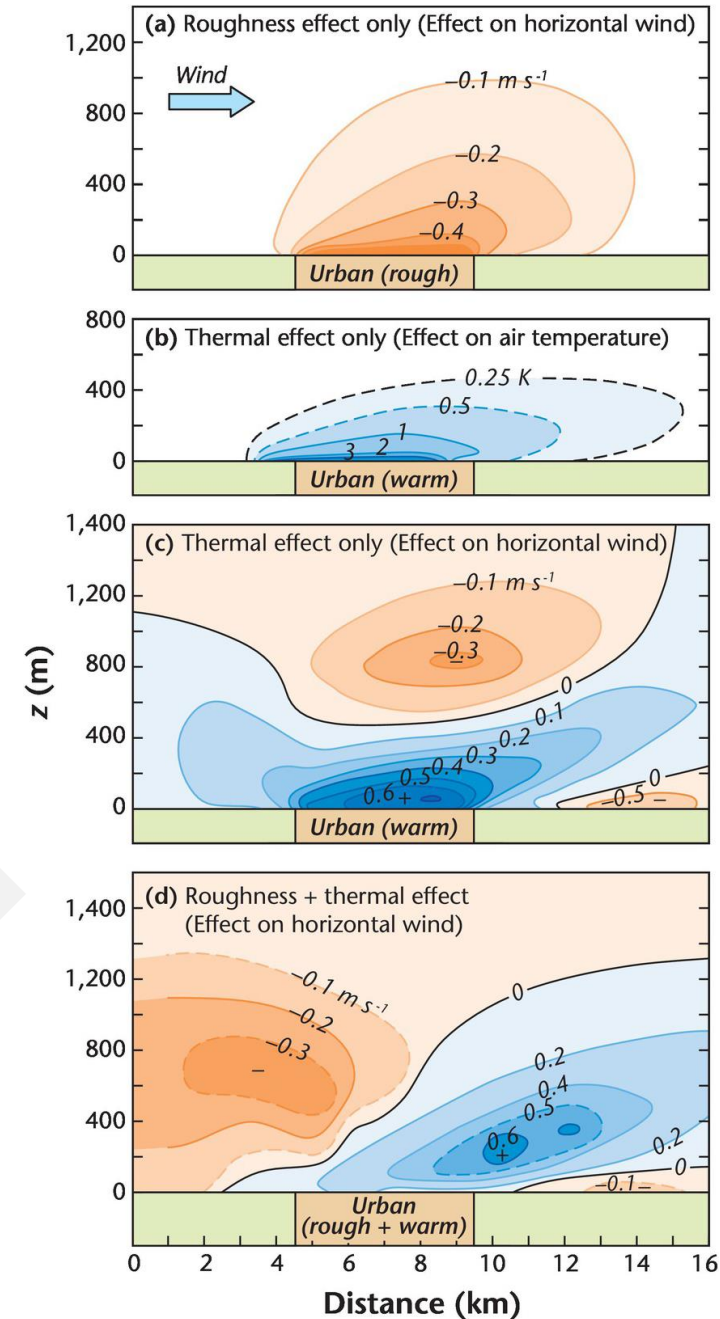 (a) Roughness effect only (Effect on horizontal wind)
1,200
Wind
–0.1 m s-1
800
–0.2
400
–0.3
–0.4
0
Urban (rough)
800
(b) Thermal effect only (Effect on air temperature)
400
0.25 K
0.5
1
2
3
0
Urban (warm)
1,400
(c) Thermal effect only (Effect on horizontal wind)
1,200
–0.1 m s-1
–0.2
–0.3
–
800
z (m)
0
0.1
400
0.2
0.3
0.4
0.5
0.6 +
0
–0.5 –
0
Urban (warm)
(d) Roughness + thermal effect
(Effect on horizontal wind)
1,400
1,200
–0.1 m s-1
0
–0.2
800
–0.3
–
0.2
0.4
0.5
400
0.6
+
0.2
0
–0.1 –
0
Urban
(rough + warm)
0 2 4 6 8 10 12 14 16
Distance (km)